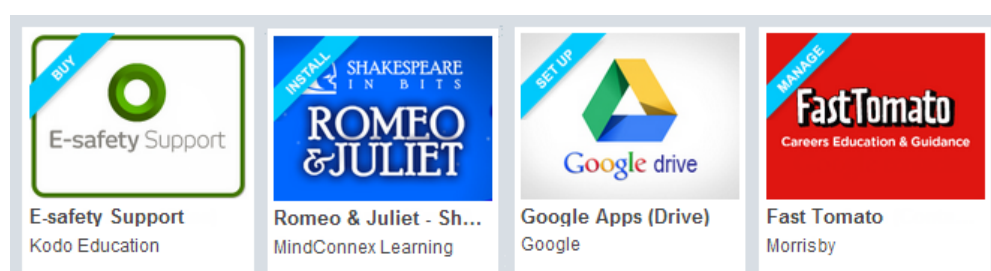 BUY
E-safety Support
E-safety Support
Kodo Education
INSTALL
SHAKESPEARE
IN BITS
ROMEO
&JULIET
Romeo & Juliet - Sh...
MindConnex Learning
SET UP
Google drive
Google Apps (Drive)
Google
MANAGE
FastTomato
Careers Education & Guidance
Fast Tomato
Morrisby